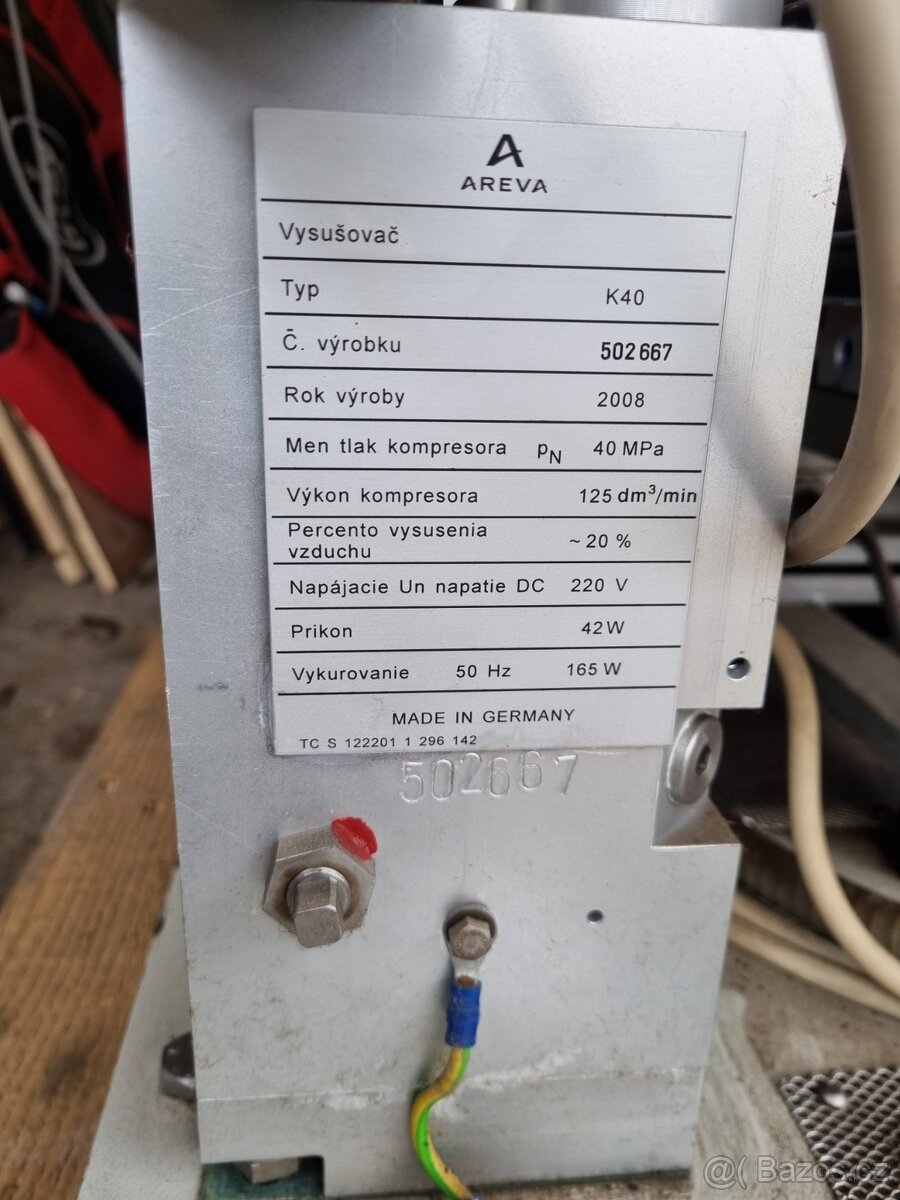 AREVA
Vysušovač
Typ K40
Č. výrobku 502 667
Rok výroby 2008
Men tlak kompresora pN 40 MPa
Výkon kompresora 125 dm³/min
Percento vysusenia
vzduchu ~ 20 %
Napájacie Un napatie DC 220 V
Prikon 42 W
Vykurovanie 50 Hz 165 W
MADE IN GERMANY
TC S 122201 1 296 142
502667
@( Bazos.cz